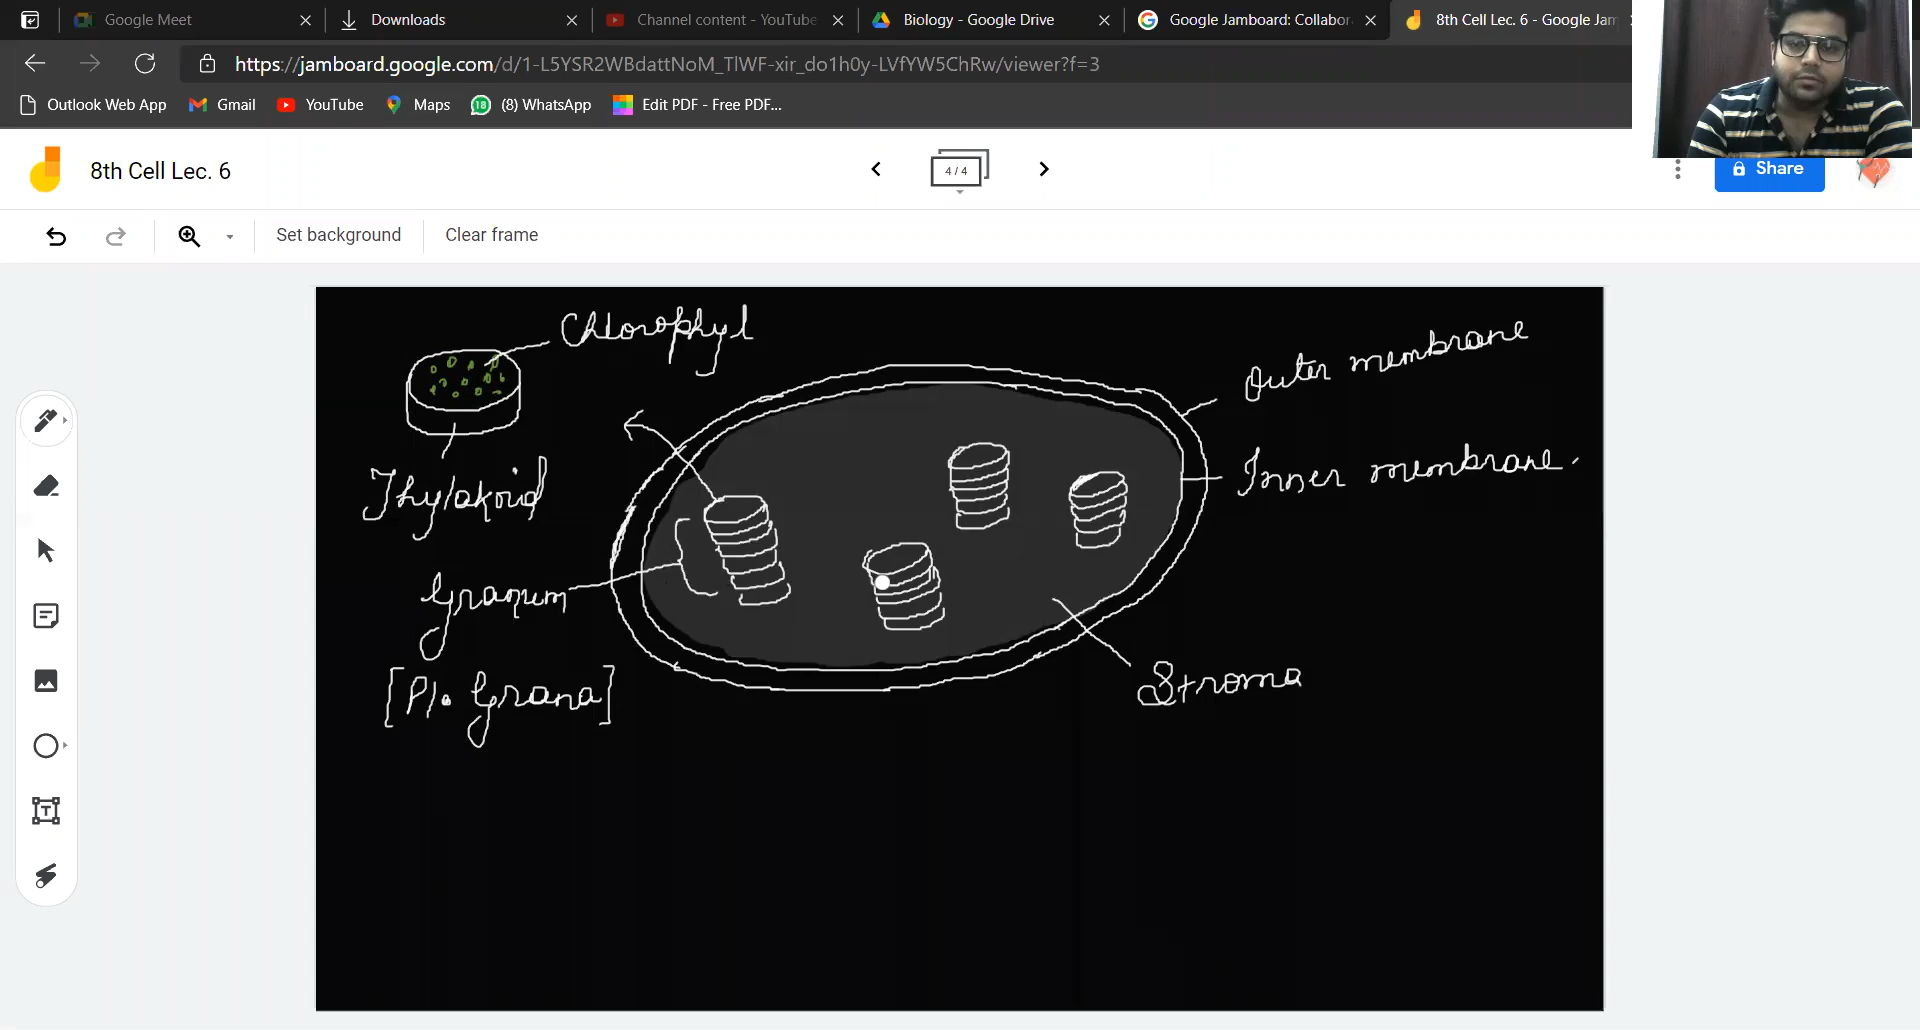 Google Meet
Downloads
Channel content - YouTube
Biology - Google Drive
Google Jamboard: Collabor
8th Cell Lec. 6 - Google Jam
https://jamboard.google.com/d/1-L5YSR2WBdattNoM_TlWF-xir_do1h0y-LVfYW5ChRw/viewer?f=3
Outlook Web App
Gmail
YouTube
Maps
18
(8) WhatsApp
Edit PDF - Free PDF...
8th Cell Lec. 6
4 / 4
Share
Set background
Clear frame
Chlorophyl
Outer membrane
Inner membrane
Thylakoid
Granum
[Pl. Grana]
Stroma